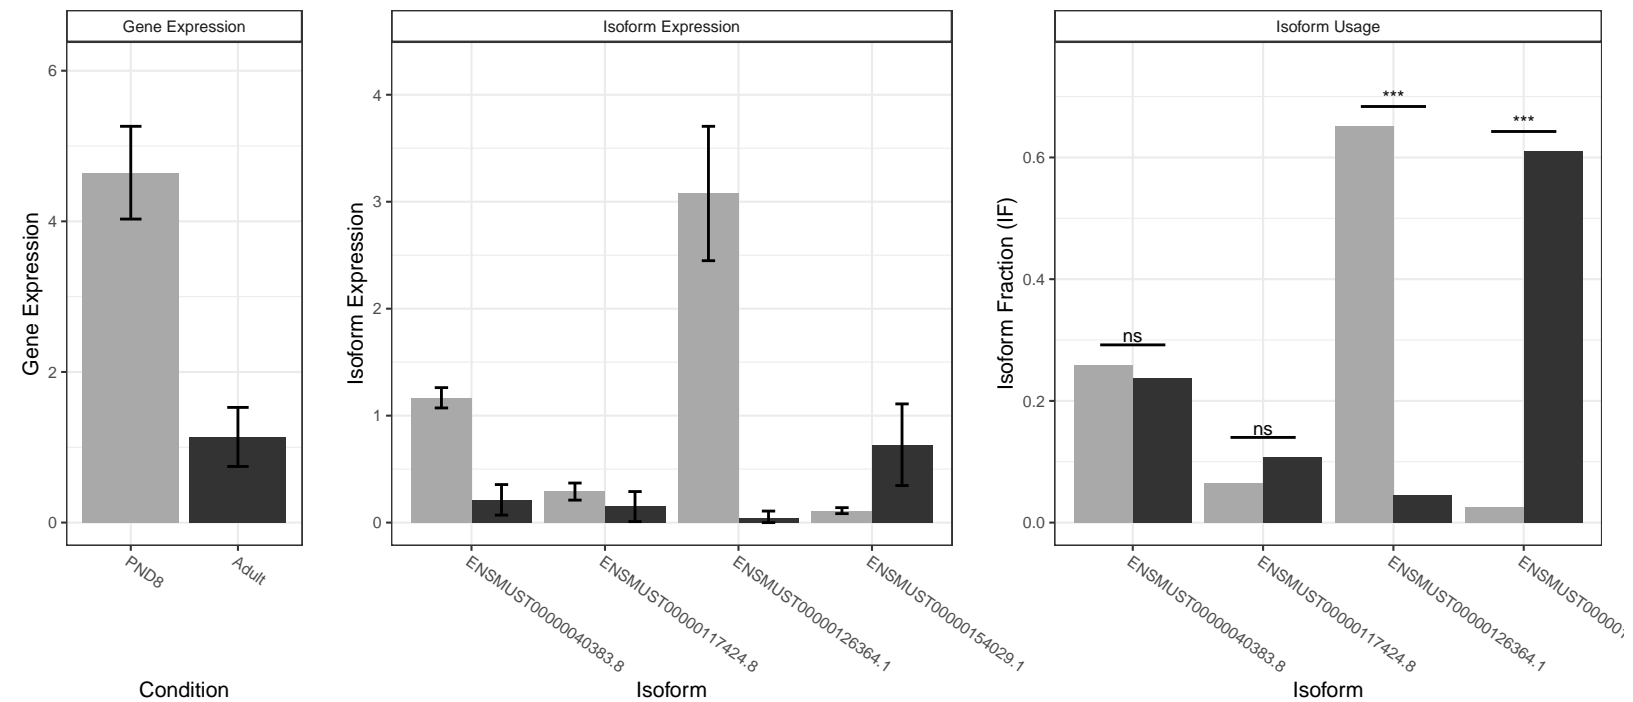 Gene Expression
Gene Expression
6
4
2
0
PND8
Adult
Condition
Isoform Expression
Isoform Expression
4
3
2
1
0
ENSMUST00000040383.8
ENSMUST00000117424.8
ENSMUST00000126364.1
ENSMUST00000154029.1
Isoform
Isoform Usage
Isoform Fraction (IF)
0.6
0.4
0.2
0.0
ns
ns
***
***
ENSMUST00000040383.8
ENSMUST00000117424.8
ENSMUST00000126364.1
Isoform